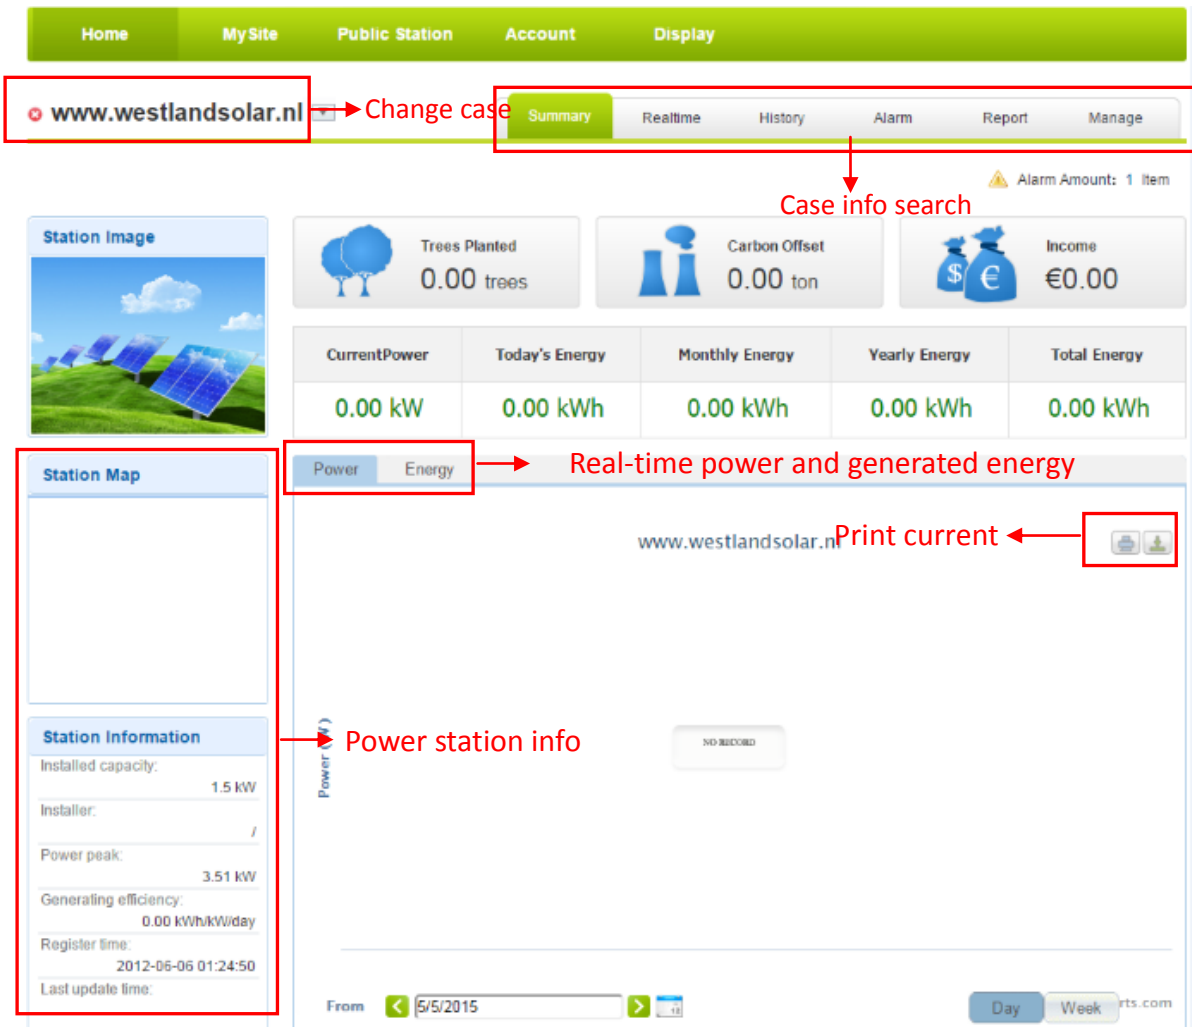 Home MySite Public Station Account Display
www.westlandsolar.nl Change case Summary Realtime History Alarm Report Manage
Alarm Amount: 1 Item
Case info search
Station Image
Trees Planted
0.00 trees
Carbon Offset
0.00 ton
Income
€0.00
CurrentPower Today's Energy Monthly Energy Yearly Energy Total Energy
0.00 kW 0.00 kWh 0.00 kWh 0.00 kWh 0.00 kWh
Station Map
Power Energy Real-time power and generated energy
www.westlandsolar.nl Print current
Station Information
Power station info
Power (W)
NO RECORD
Installed capacity:
1.5 kW
Installer:
/
Power peak:
3.51 kW
Generating efficiency:
0.00 kWh/kW/day
Register time:
2012-06-06 01:24:50
Last update time:
From 5/5/2015 12 Day Week rts.com